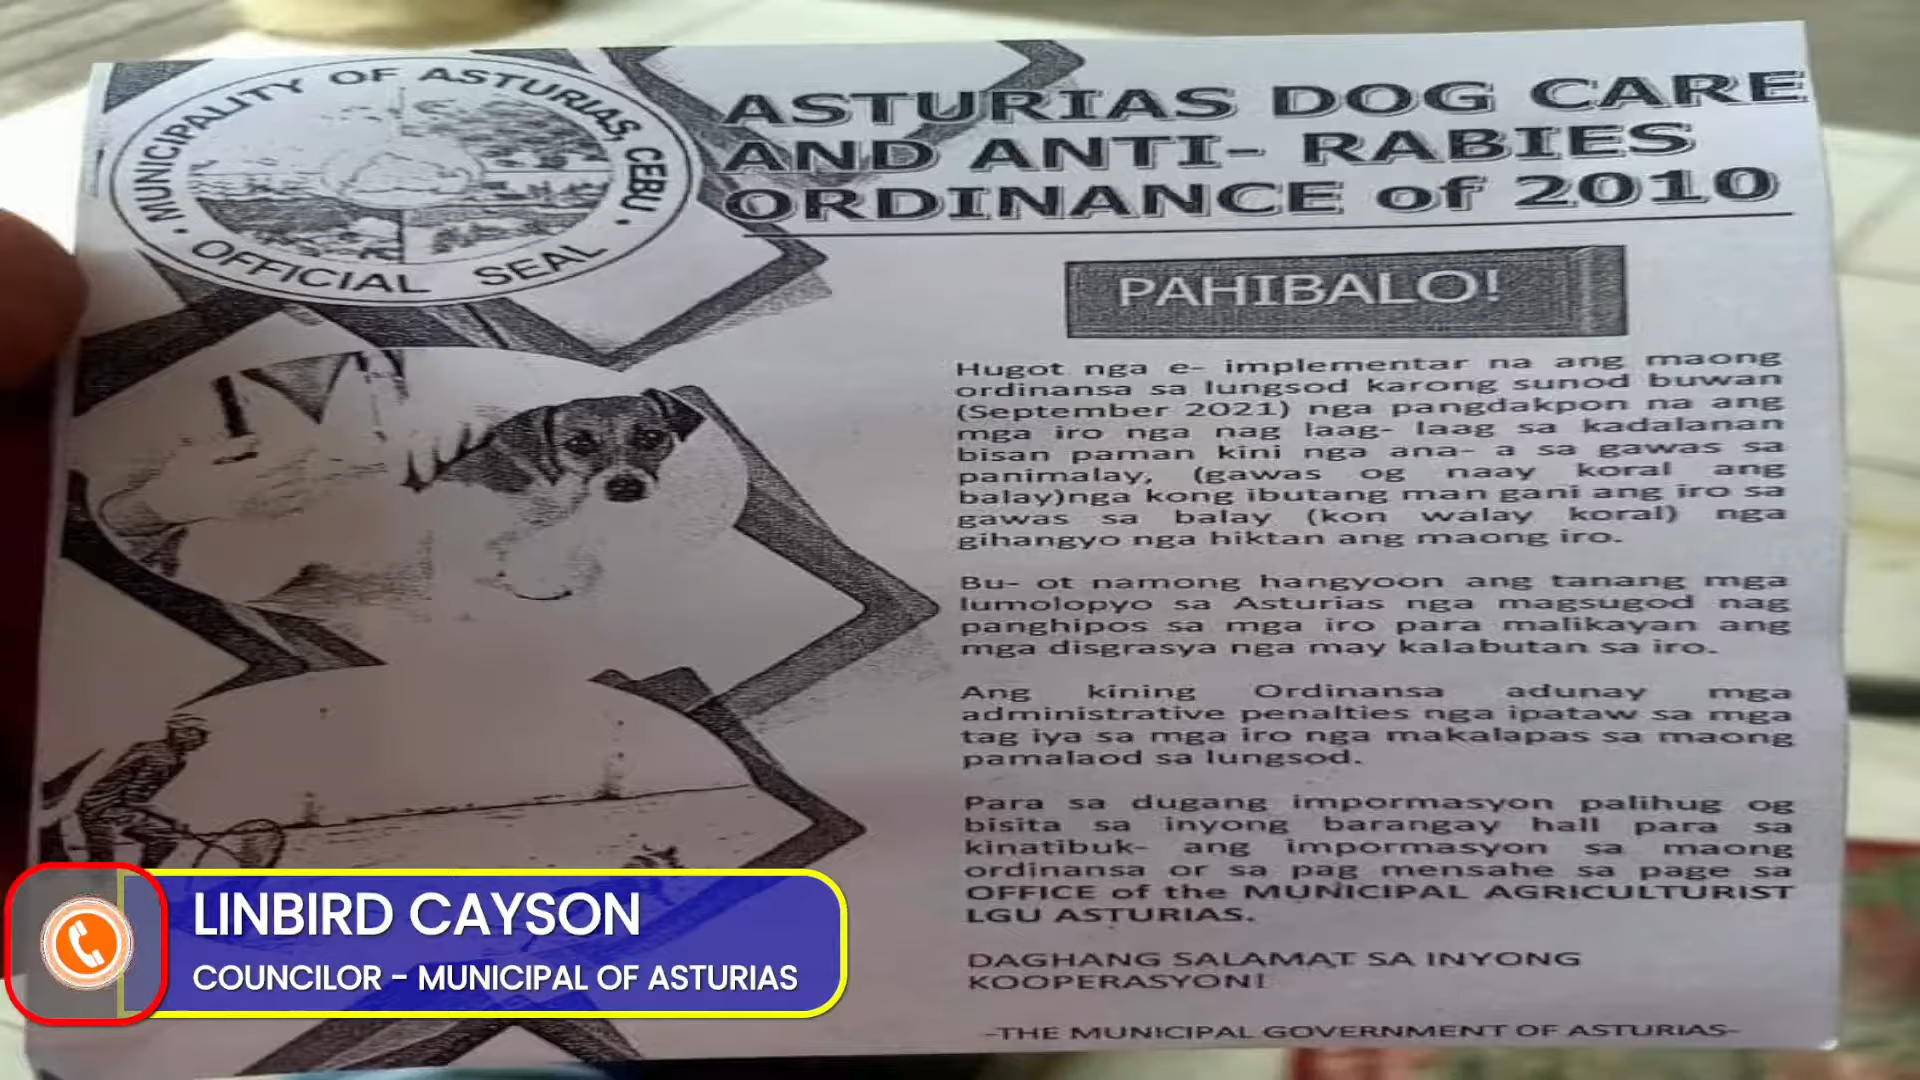 MUNICIPALITY OF ASTURIAS, CEBU
OFFICIAL SEAL
ASTURIAS DOG CARE
AND ANTI- RABIES
ORDINANCE of 2010
PAHIBALO!
Hugot nga e- implementar na ang maong
ordinansa sa lungsod karong sunod buwan
(September 2021) nga pangdakpon na ang
mga iro nga nag laag- laag sa kadalanan
bisan paman kini nga ana- a sa gawas sa
panimalay, (gawas og naay koral ang
balay)nga kong ibutang man gani ang iro sa
gawas sa balay (kon walay koral) nga
gihangyo nga hiktan ang maong iro.
Bu- ot namong hangyoon ang tanang mga
lumolopyo sa Asturias nga magsugod nag
panghipos sa mga iro para malikayan ang
mga disgrasya nga may kalabutan sa iro.
Ang kining Ordinansa adunay mga
administrative penalties nga ipataw sa mga
tag iya sa mga iro nga makalapas sa maong
pamalaod sa lungsod.
Para sa dugang impormasyon palihug og
bisita sa inyong barangay hall para sa
kinatibuk- ang impormasyon sa maong
ordinansa or sa pag mensahe sa page sa
OFFICE of the MUNICIPAL AGRICULTURIST
LGU ASTURIAS.
DAGHANG SALAMAT SA INYONG
KOOPERASYON!
-THE MUNICIPAL GOVERNMENT OF ASTURIAS-
LINBIRD CAYSON
COUNCILOR - MUNICIPAL OF ASTURIAS